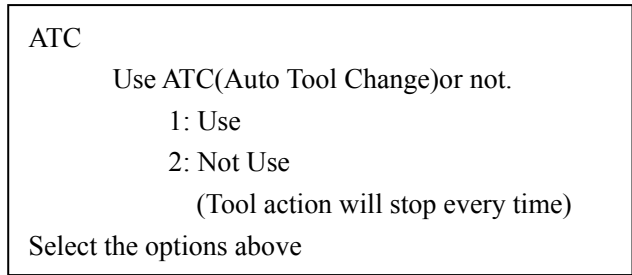 ATC
Use ATC(Auto Tool Change)or not.
1: Use
2: Not Use
(Tool action will stop every time)
Select the options above